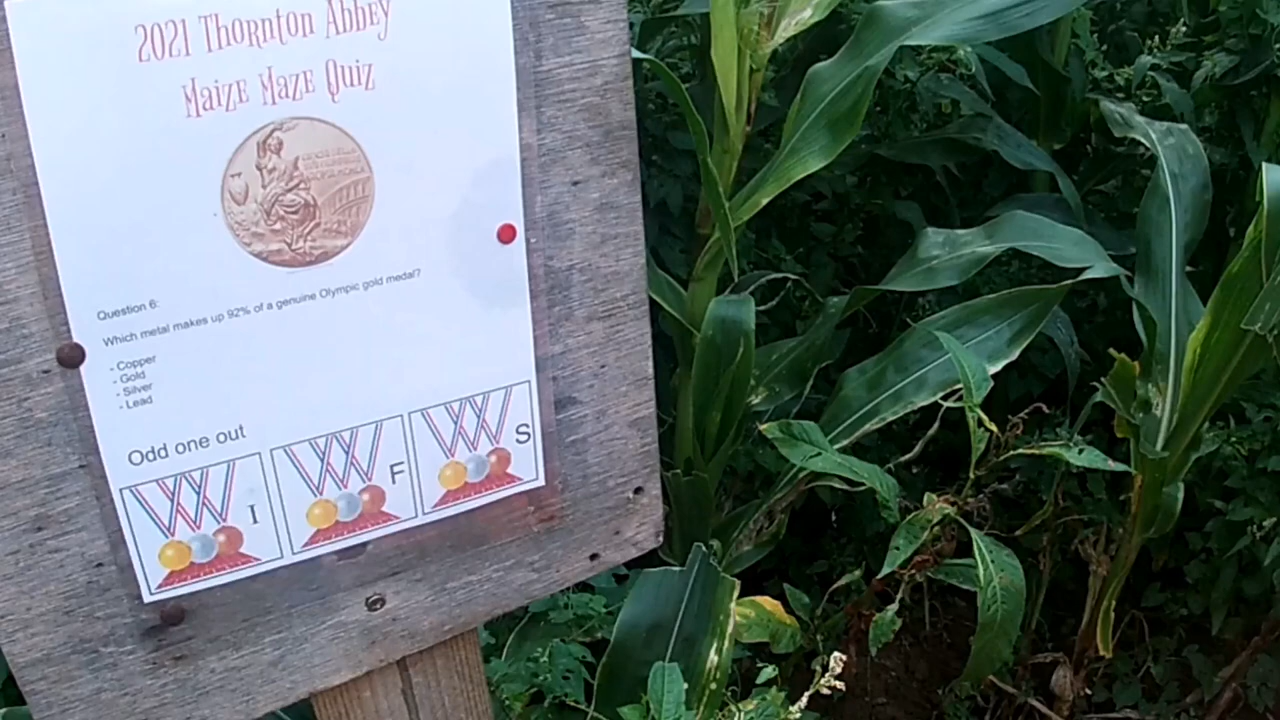 2021 Thornton Abbey
Maize Maze Quiz
Question 6:
Which metal makes up 92% of a genuine Olympic gold medal?
- Copper
- Gold
- Silver
- Lead
Odd one out
I
F
S